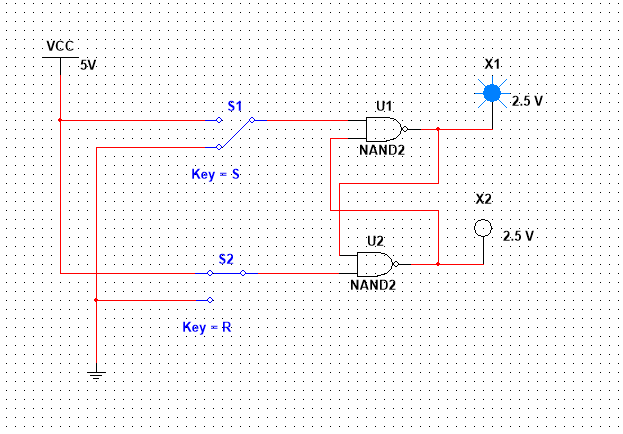 VCC
5V
X1
2.5 V
S1
U1
NAND2
Key = S
X2
2.5 V
S2
U2
NAND2
Key = R